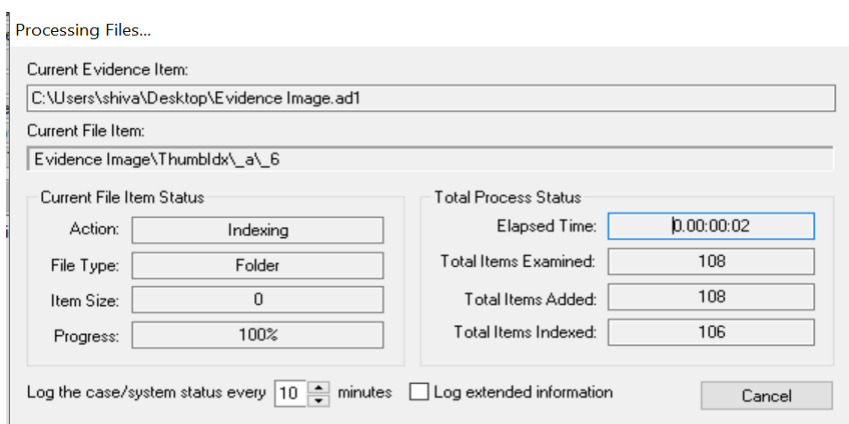 Processing Files...
Current Evidence Item:
C:\Users\shiva\Desktop\Evidence Image.ad1
Current File Item:
Evidence Image\ThumbIdx\_a\_6
Current File Item Status
Action: Indexing
File Type: Folder
Item Size: 0
Progress: 100%
Total Process Status
Elapsed Time: 0.00:00:02
Total Items Examined: 108
Total Items Added: 108
Total Items Indexed: 106
Log the case/system status every 10 minutes Log extended information Cancel